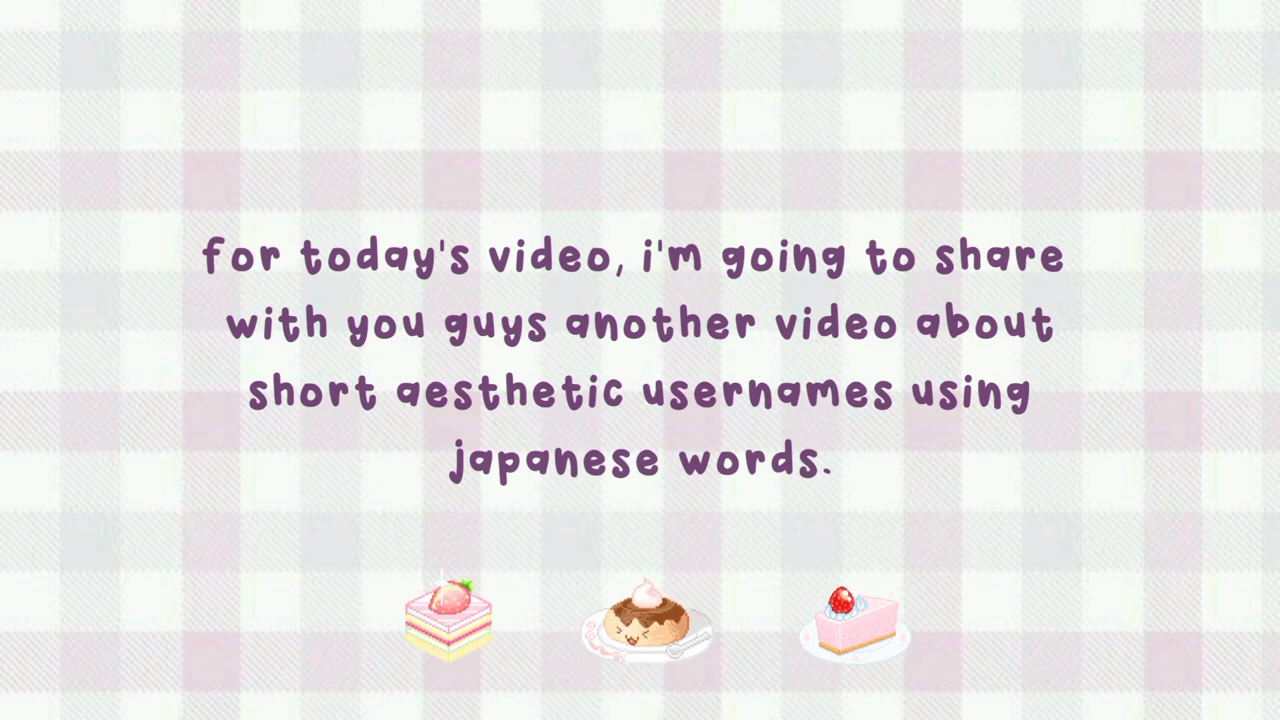 for today's video, i'm going to share
with you guys another video about
short aesthetic usernames using
japanese words.